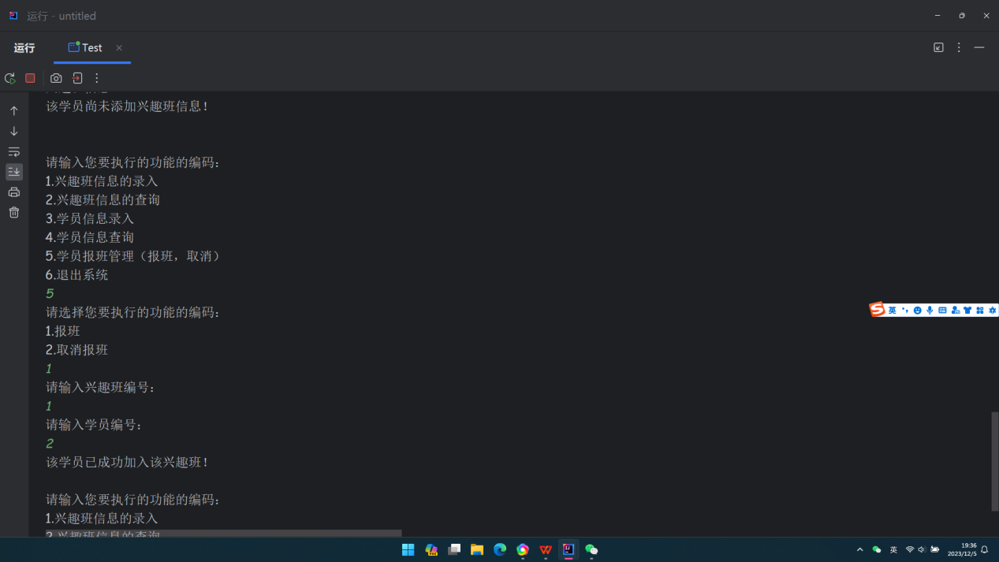 运行 - untitled
运行 Test
该学员尚未添加兴趣班信息！
请输入您要执行的功能的编码：
1.兴趣班信息的录入
2.兴趣班信息的查询
3.学员信息录入
4.学员信息查询
5.学员报班管理（报班，取消）
6.退出系统
5
请选择您要执行的功能的编码：
1.报班
2.取消报班
1
请输入兴趣班编号：
1
请输入学员编号：
2
该学员已成功加入该兴趣班！
请输入您要执行的功能的编码：
1.兴趣班信息的录入
2.兴趣班信息的查询
英
英
19:36
2023/12/5